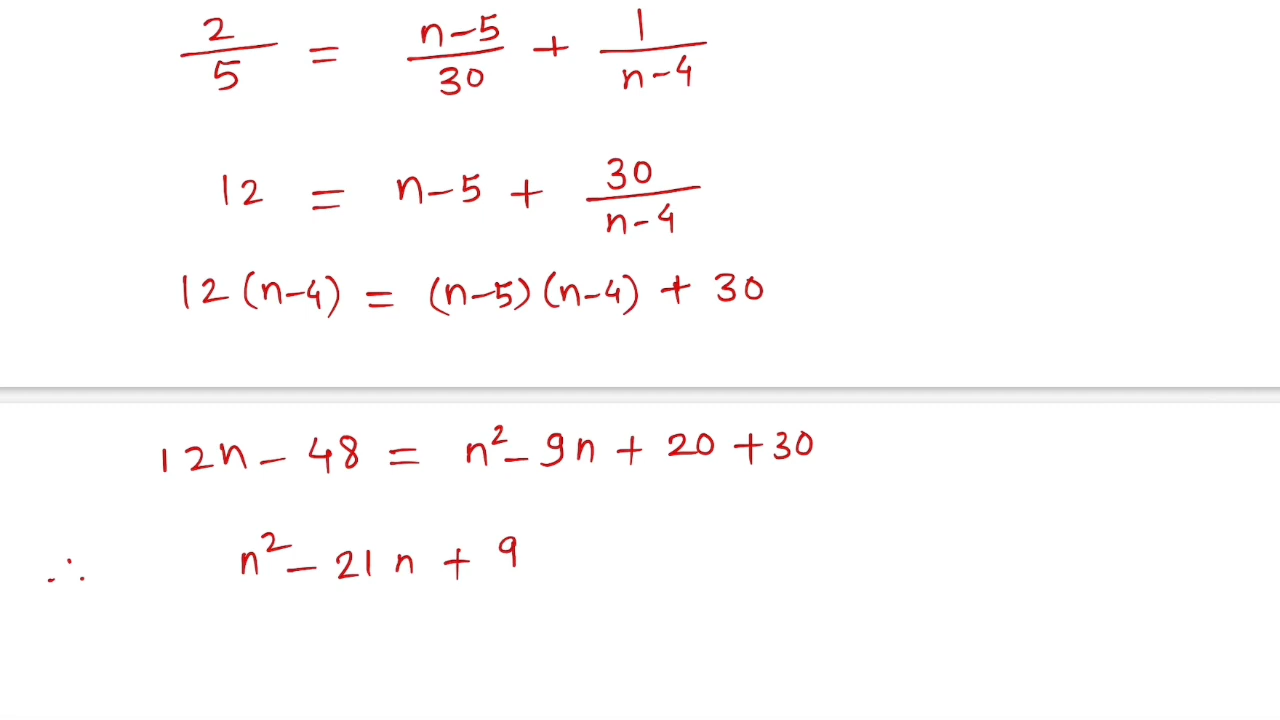 2/5 = n-5/30 + 1/n-4
12 = n-5 + 30/n-4
12(n-4) = (n-5)(n-4) + 30
12n - 48 = n² - 9n + 20 + 30
∴ n² - 21n + 9